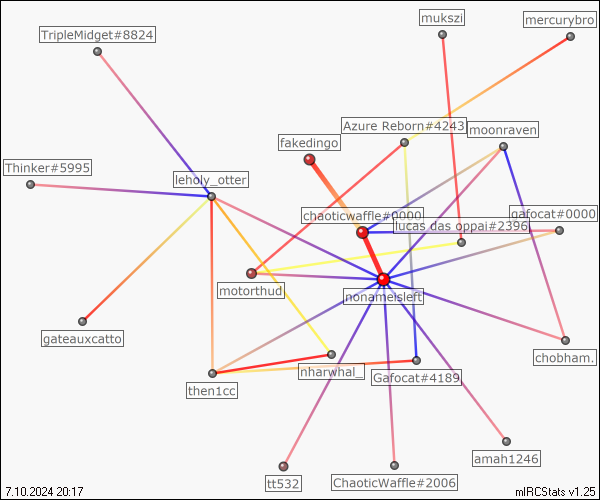 mukszi
mercurybro
TripleMidget#8824
Azure Reborn#4243
moonraven
fakedingo
Thinker#5995
leholy_otter
chaoticwaffle#0000
gafocat#0000
lucas das oppai#2396
motorthud
nonameisleft
gateauxcatto
chobham.
nharwhal_
Gafocat#4189
then1cc
amah1246
tt532
ChaoticWaffle#2006
7.10.2024 20:17
mIRCStats v1.25